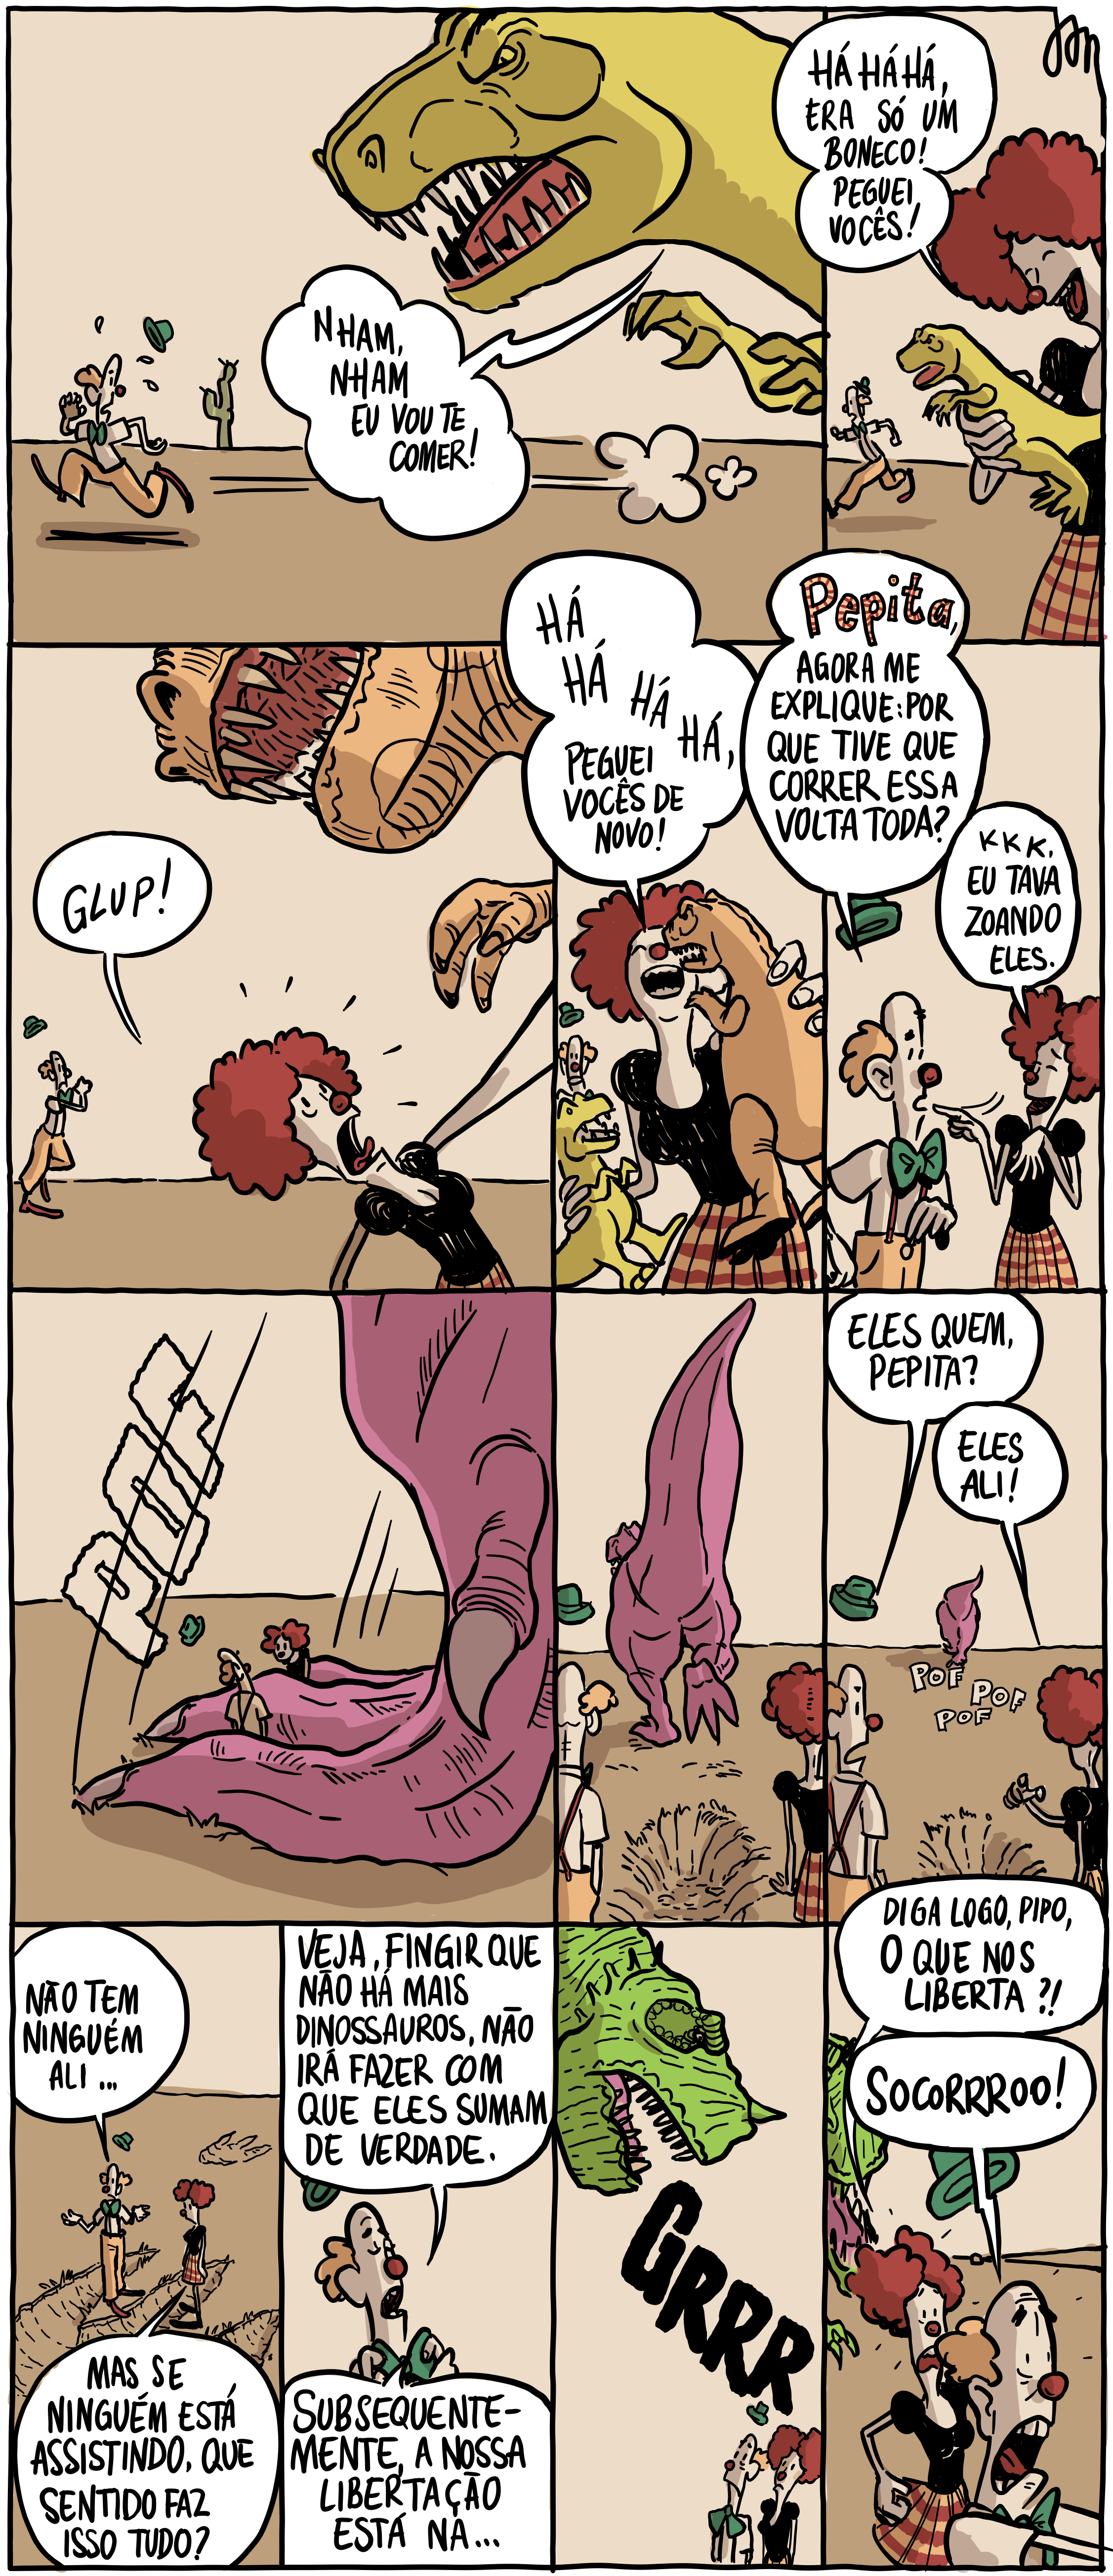 NHAM,
NHAM
EU VOU TE
COMER!
HÁ HÁ HÁ,
ERA SÓ UM
BONECO!
PEGUEI
VOCÊS!
GLUP!
HÁ
HÁ HÁ HÁ,
PEGUEI
VOCÊS DE
NOVO!
Pepita,
AGORA ME
EXPLIQUE: POR
QUE TIVE QUE
CORRER ESSA
VOLTA TODA?
KKK,
EU TAVA
ZOANDO
ELES.
ELES QUEM,
PEPITA?
ELES
ALI!
POF POF
POF
NÃO TEM
NINGUÉM
ALI...
MAS SE
NINGUÉM ESTÁ
ASSISTINDO, QUE
SENTIDO FAZ
ISSO TUDO?
VEJA, FINGIR QUE
NÃO HÁ MAIS
DINOSSAUROS, NÃO
IRÁ FAZER COM
QUE ELES SUMAM
DE VERDADE.
SUBSEQUENTE-
MENTE, A NOSSA
LIBERTAÇÃO
ESTÁ NA...
GRRR
DIGA LOGO, PIPO,
O QUE NOS
LIBERTA?!
SOCORRROO!